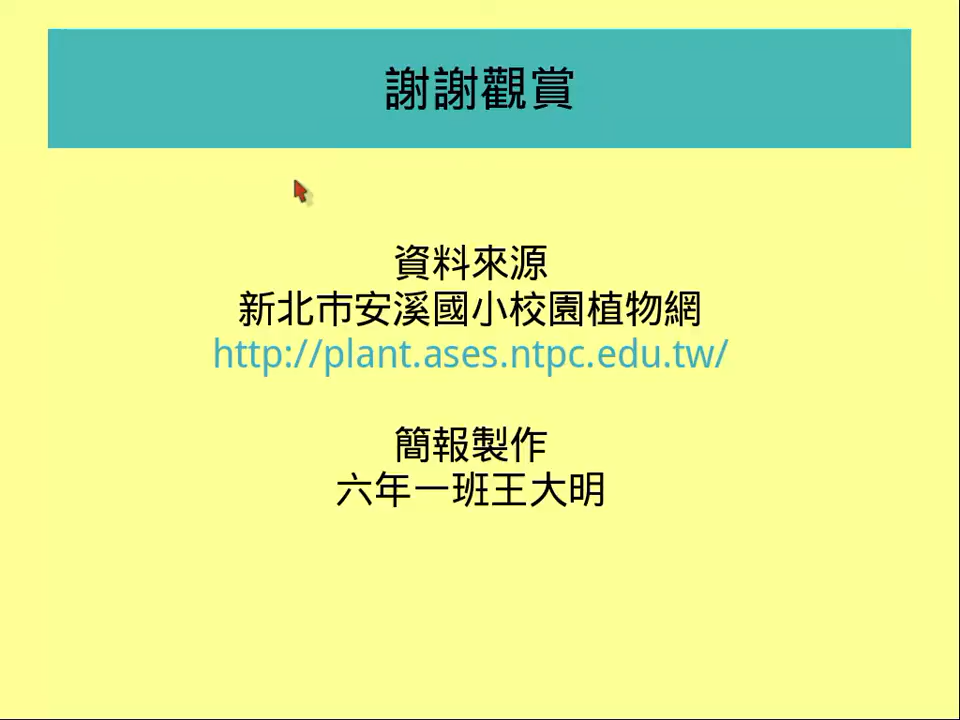 謝謝觀賞
資料來源
新北市安溪國小校園植物網
http://plant.ases.ntpc.edu.tw/
簡報製作
六年一班王大明